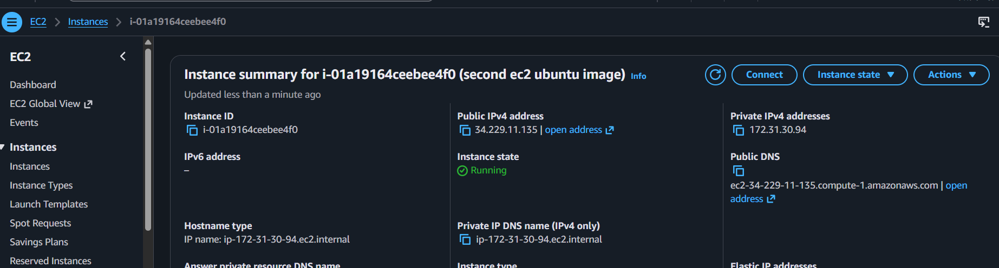 EC2 > Instances > i-01a19164ceebee4f0
EC2
Dashboard
EC2 Global View
Events
Instances
Instances
Instance Types
Launch Templates
Spot Requests
Savings Plans
Reserved Instances
Instance summary for i-01a19164ceebee4f0 (second ec2 ubuntu image) Info
Updated less than a minute ago
Connect
Instance state
Actions
Instance ID
i-01a19164ceebee4f0
Public IPv4 address
34.229.11.135 | open address
Private IPv4 addresses
172.31.30.94
IPv6 address
–
Instance state
Running
Public DNS
ec2-34-229-11-135.compute-1.amazonaws.com | open
address
Hostname type
IP name: ip-172-31-30-94.ec2.internal
Private IP DNS name (IPv4 only)
ip-172-31-30-94.ec2.internal
Answer private resource DNS name
Instance type
Elastic IP addresses